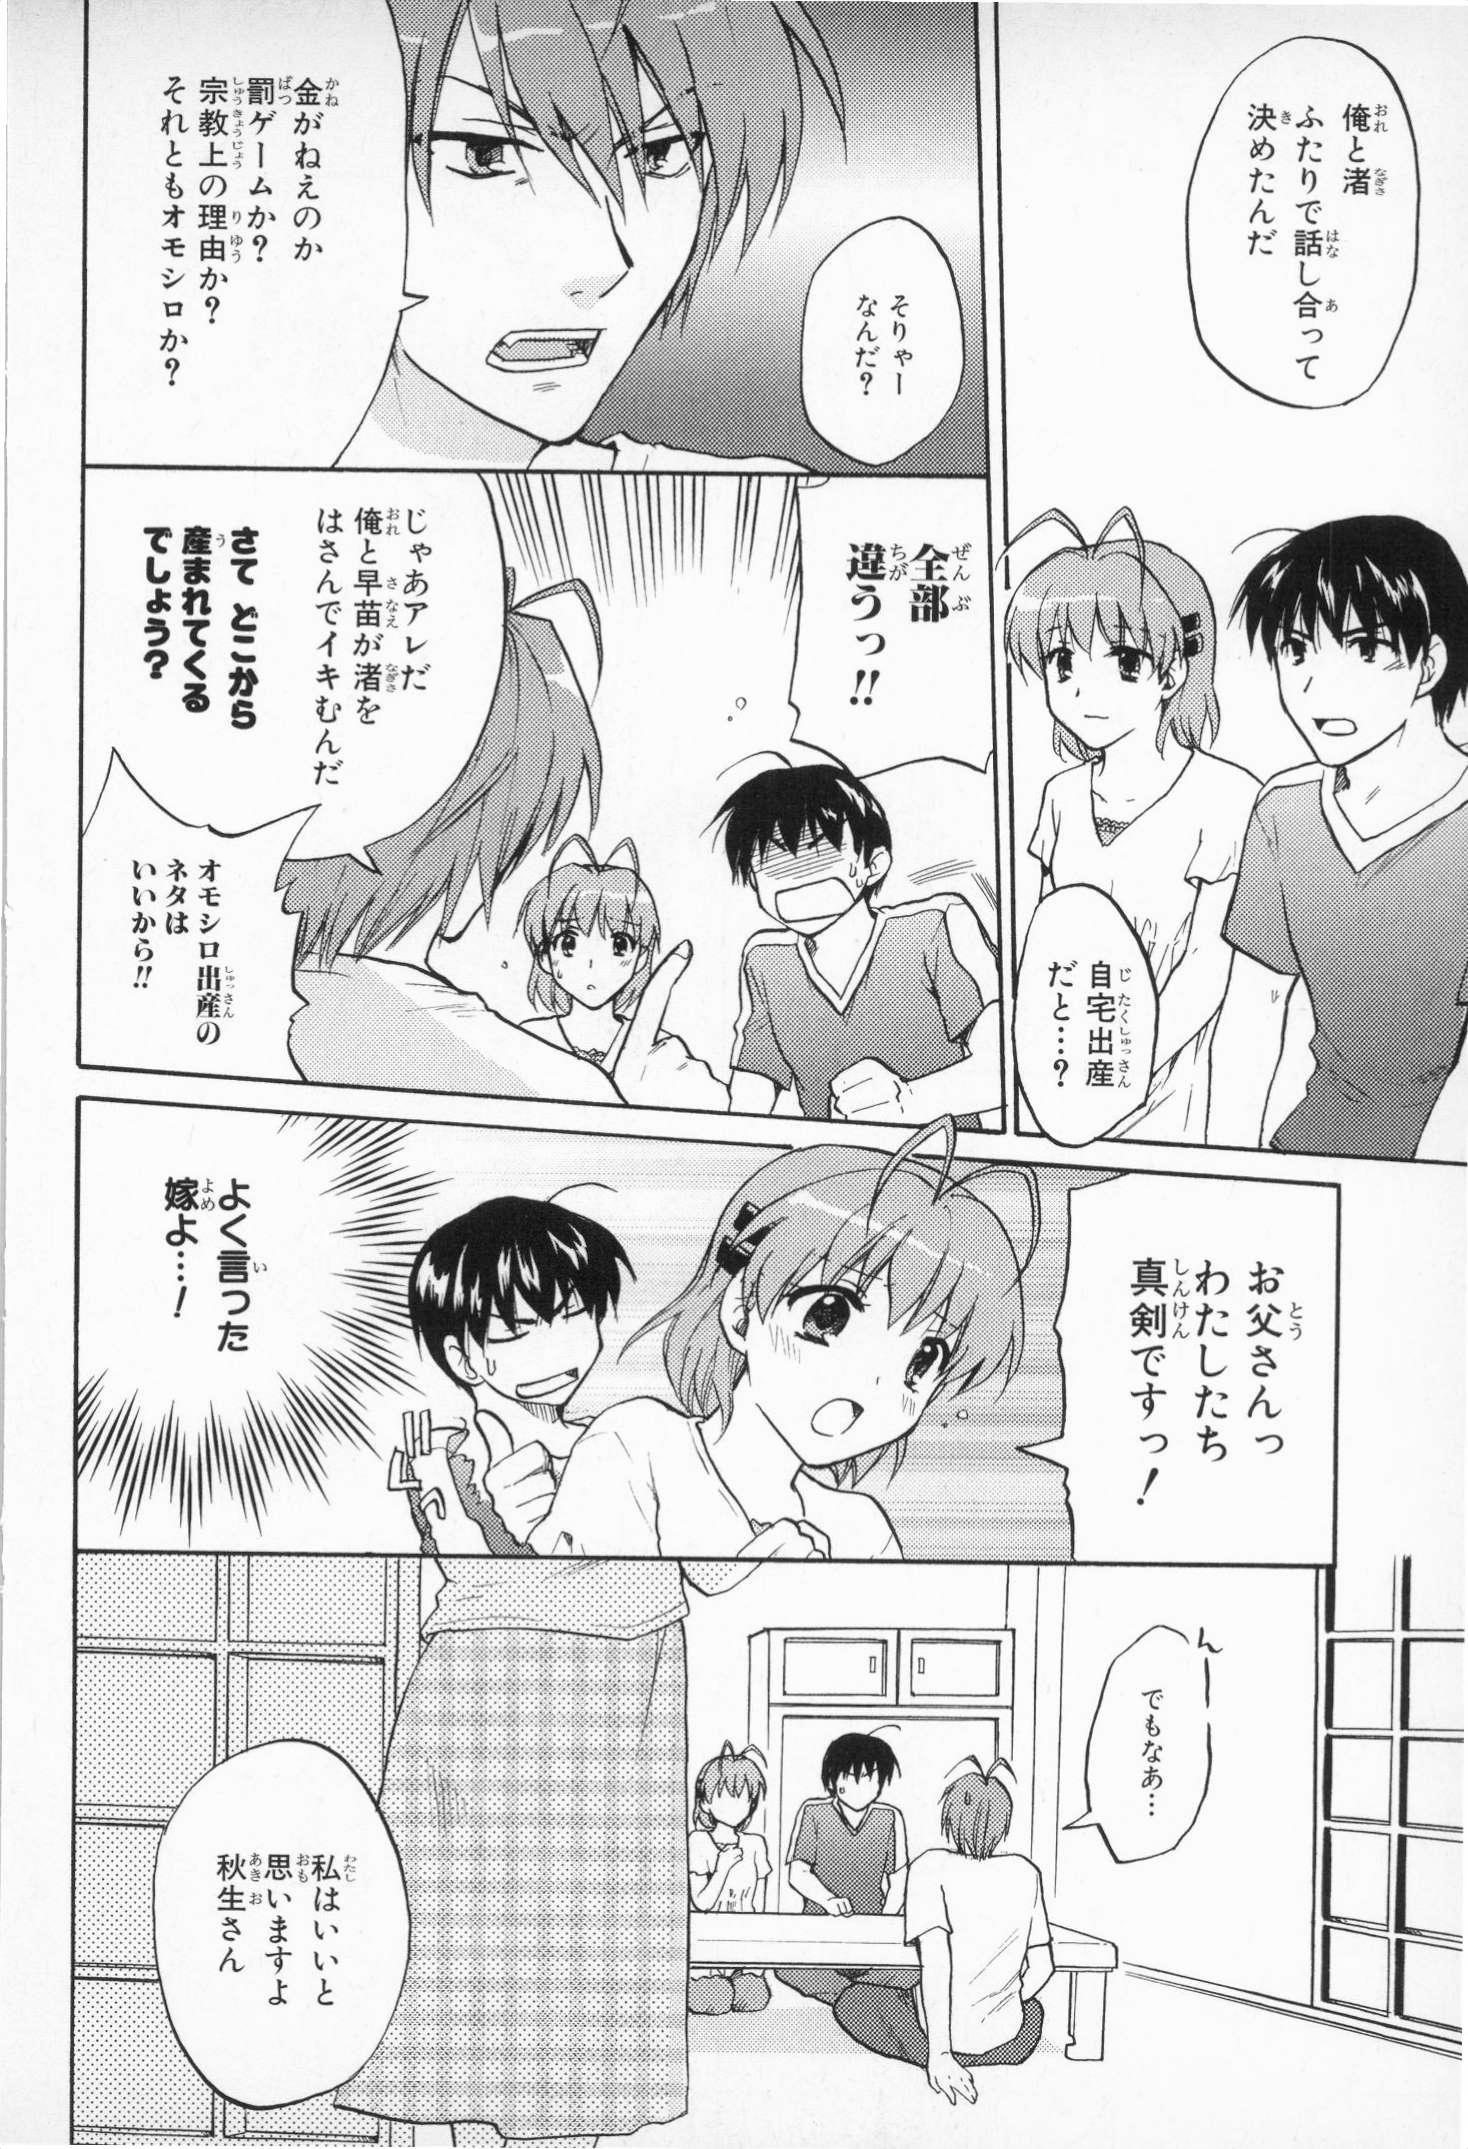 俺と渚
ふたりで話し合って
決めたんだ
自宅出産
だと…?
そりゃー
なんだ?
金がねえのか
罰ゲームか?
宗教上の理由か?
それともオモシロか?
全部
違うっ!!
じゃあアレだ
俺と早苗が渚を
はさんでイキむんだ
さて どこから
産まれてくる
でしょう?
オモシロ出産の
ネタは
いいから!!
お父さんっ
わたしたち
真剣ですっ!
よく言った
嫁よ…!
んー
でもなあ…
私はいいと
思いますよ
秋生さん